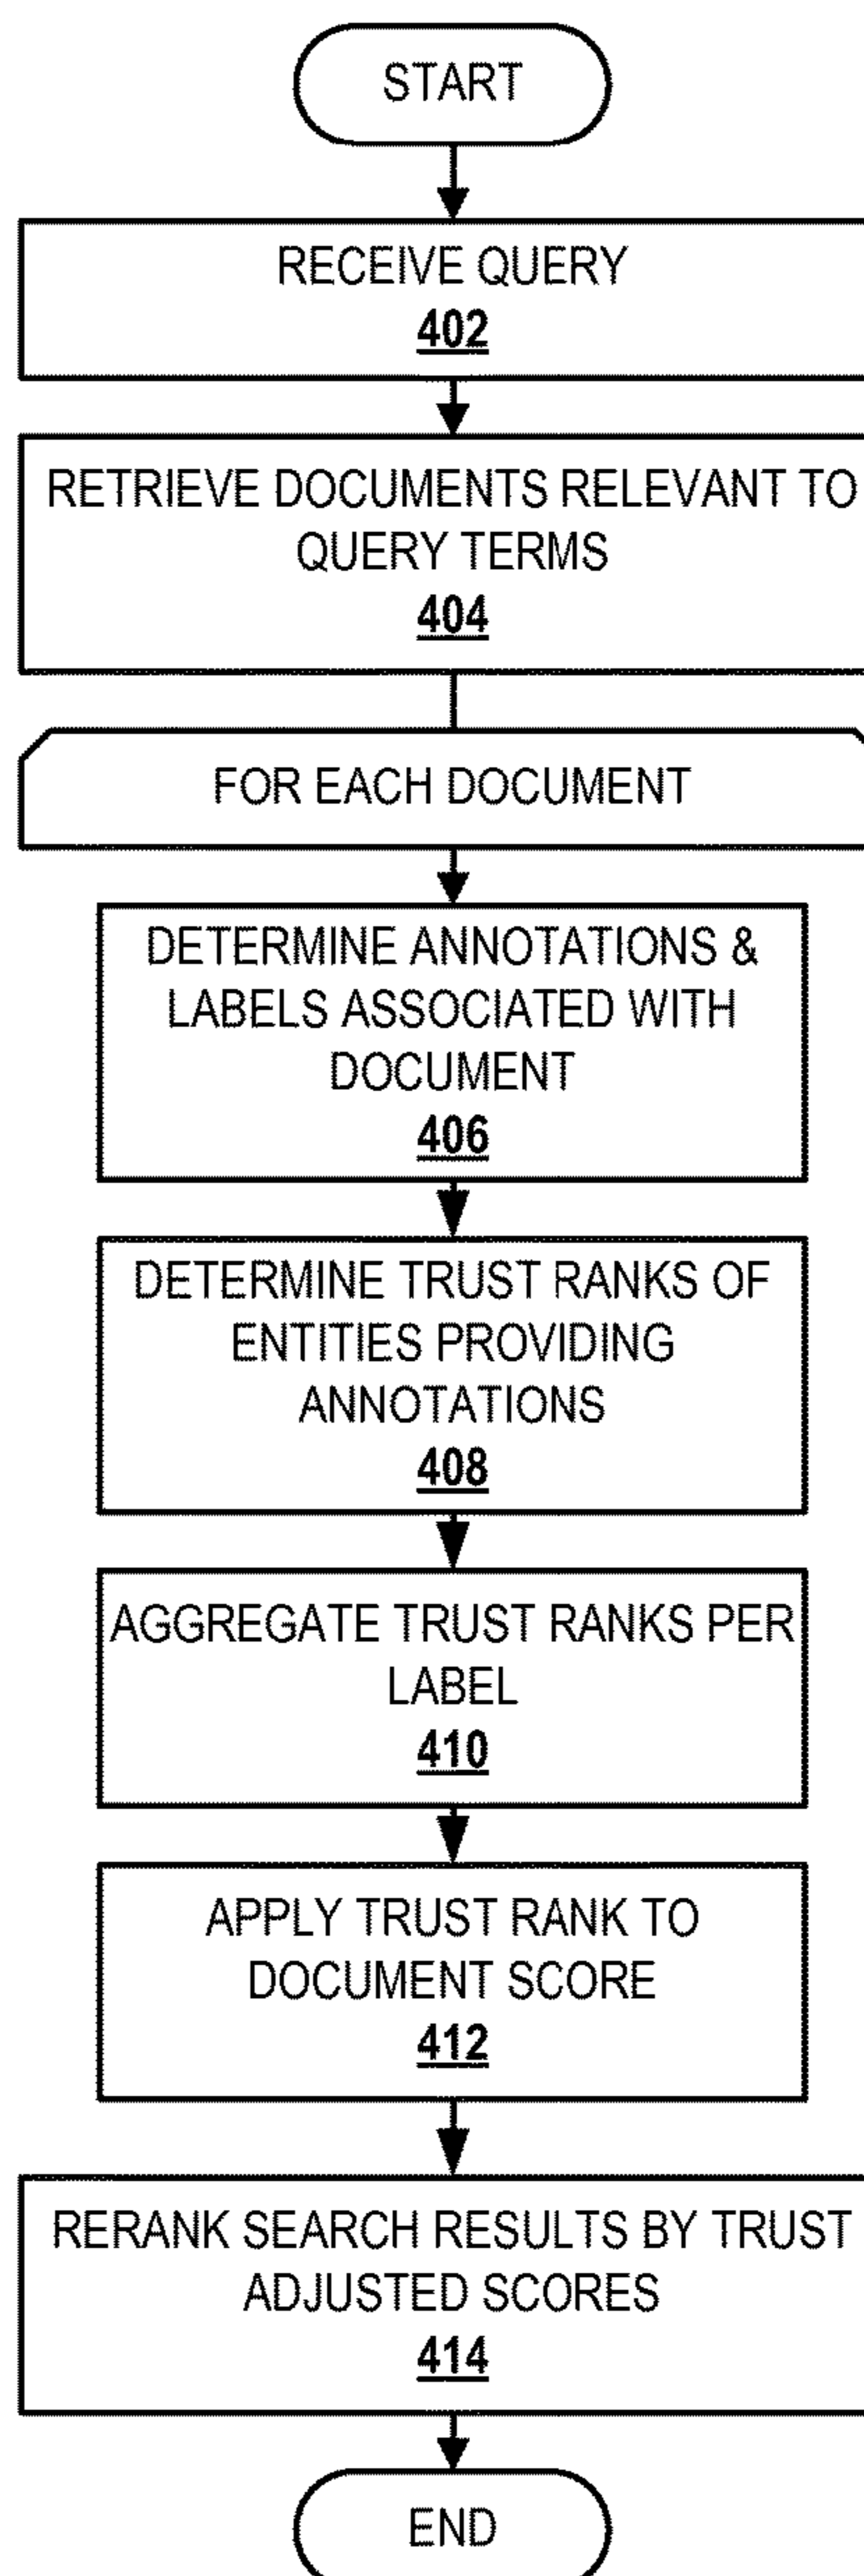 START
RECEIVE QUERY
402
RETRIEVE DOCUMENTS RELEVANT TO
QUERY TERMS
404
FOR EACH DOCUMENT
DETERMINE ANNOTATIONS &
LABELS ASSOCIATED WITH
DOCUMENT
406
DETERMINE TRUST RANKS OF
ENTITIES PROVIDING
ANNOTATIONS
408
AGGREGATE TRUST RANKS PER
LABEL
410
APPLY TRUST RANK TO
DOCUMENT SCORE
412
RERANK SEARCH RESULTS BY TRUST
ADJUSTED SCORES
414
END